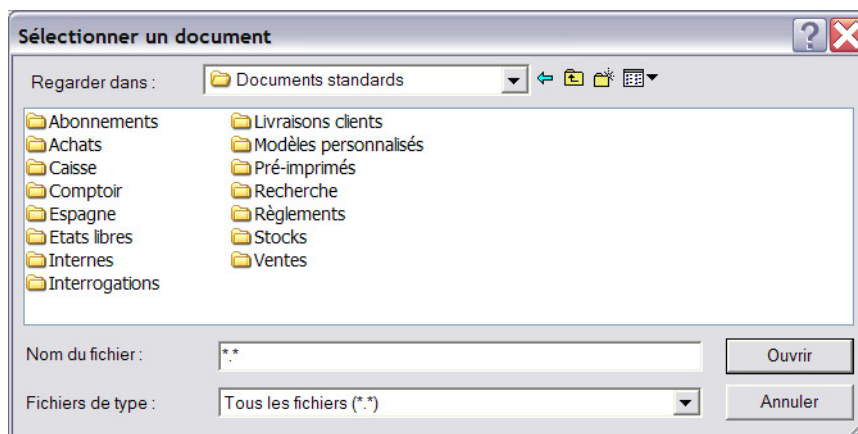 Sélectionner un document
Regarder dans :
Documents standards
Abonnements
Achats
Caisse
Comptoir
Espagne
Etats libres
Internes
Interrogations
Livraisons clients
Modèles personnalisés
Pré-imprimés
Recherche
Règlements
Stocks
Ventes
Nom du fichier :
*.*
Ouvrir
Fichiers de type :
Tous les fichiers (*.*)
Annuler